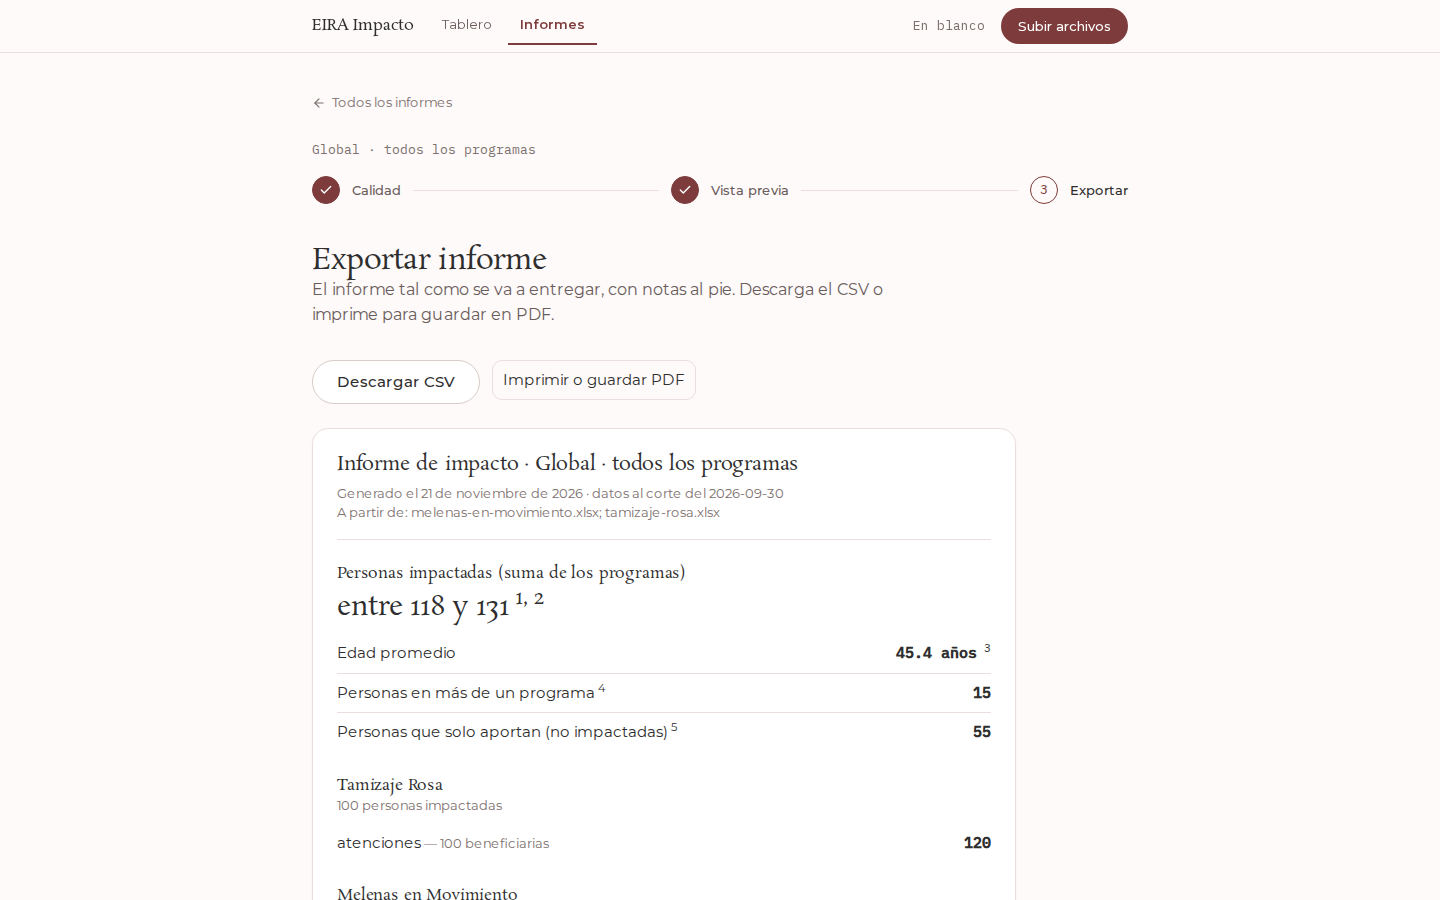 EIRA Impacto Tablero Informes En blanco Subir archivos
← Todos los informes
Global · todos los programas
Calidad Vista previa 3 Exportar
Exportar informe
El informe tal como se va a entregar, con notas al pie. Descarga el CSV o
imprime para guardar en PDF.
Descargar CSV Imprimir o guardar PDF
Informe de impacto · Global · todos los programas
Generado el 21 de noviembre de 2026 · datos al corte del 2026-09-30
A partir de: melenas-en-movimiento.xlsx; tamizaje-rosa.xlsx
Personas impactadas (suma de los programas)
entre 118 y 131 1, 2
Edad promedio 45.4 años 3
Personas en más de un programa 4 15
Personas que solo aportan (no impactadas) 5 55
Tamizaje Rosa
100 personas impactadas
atenciones — 100 beneficiarias 120
Melenas en Movimiento